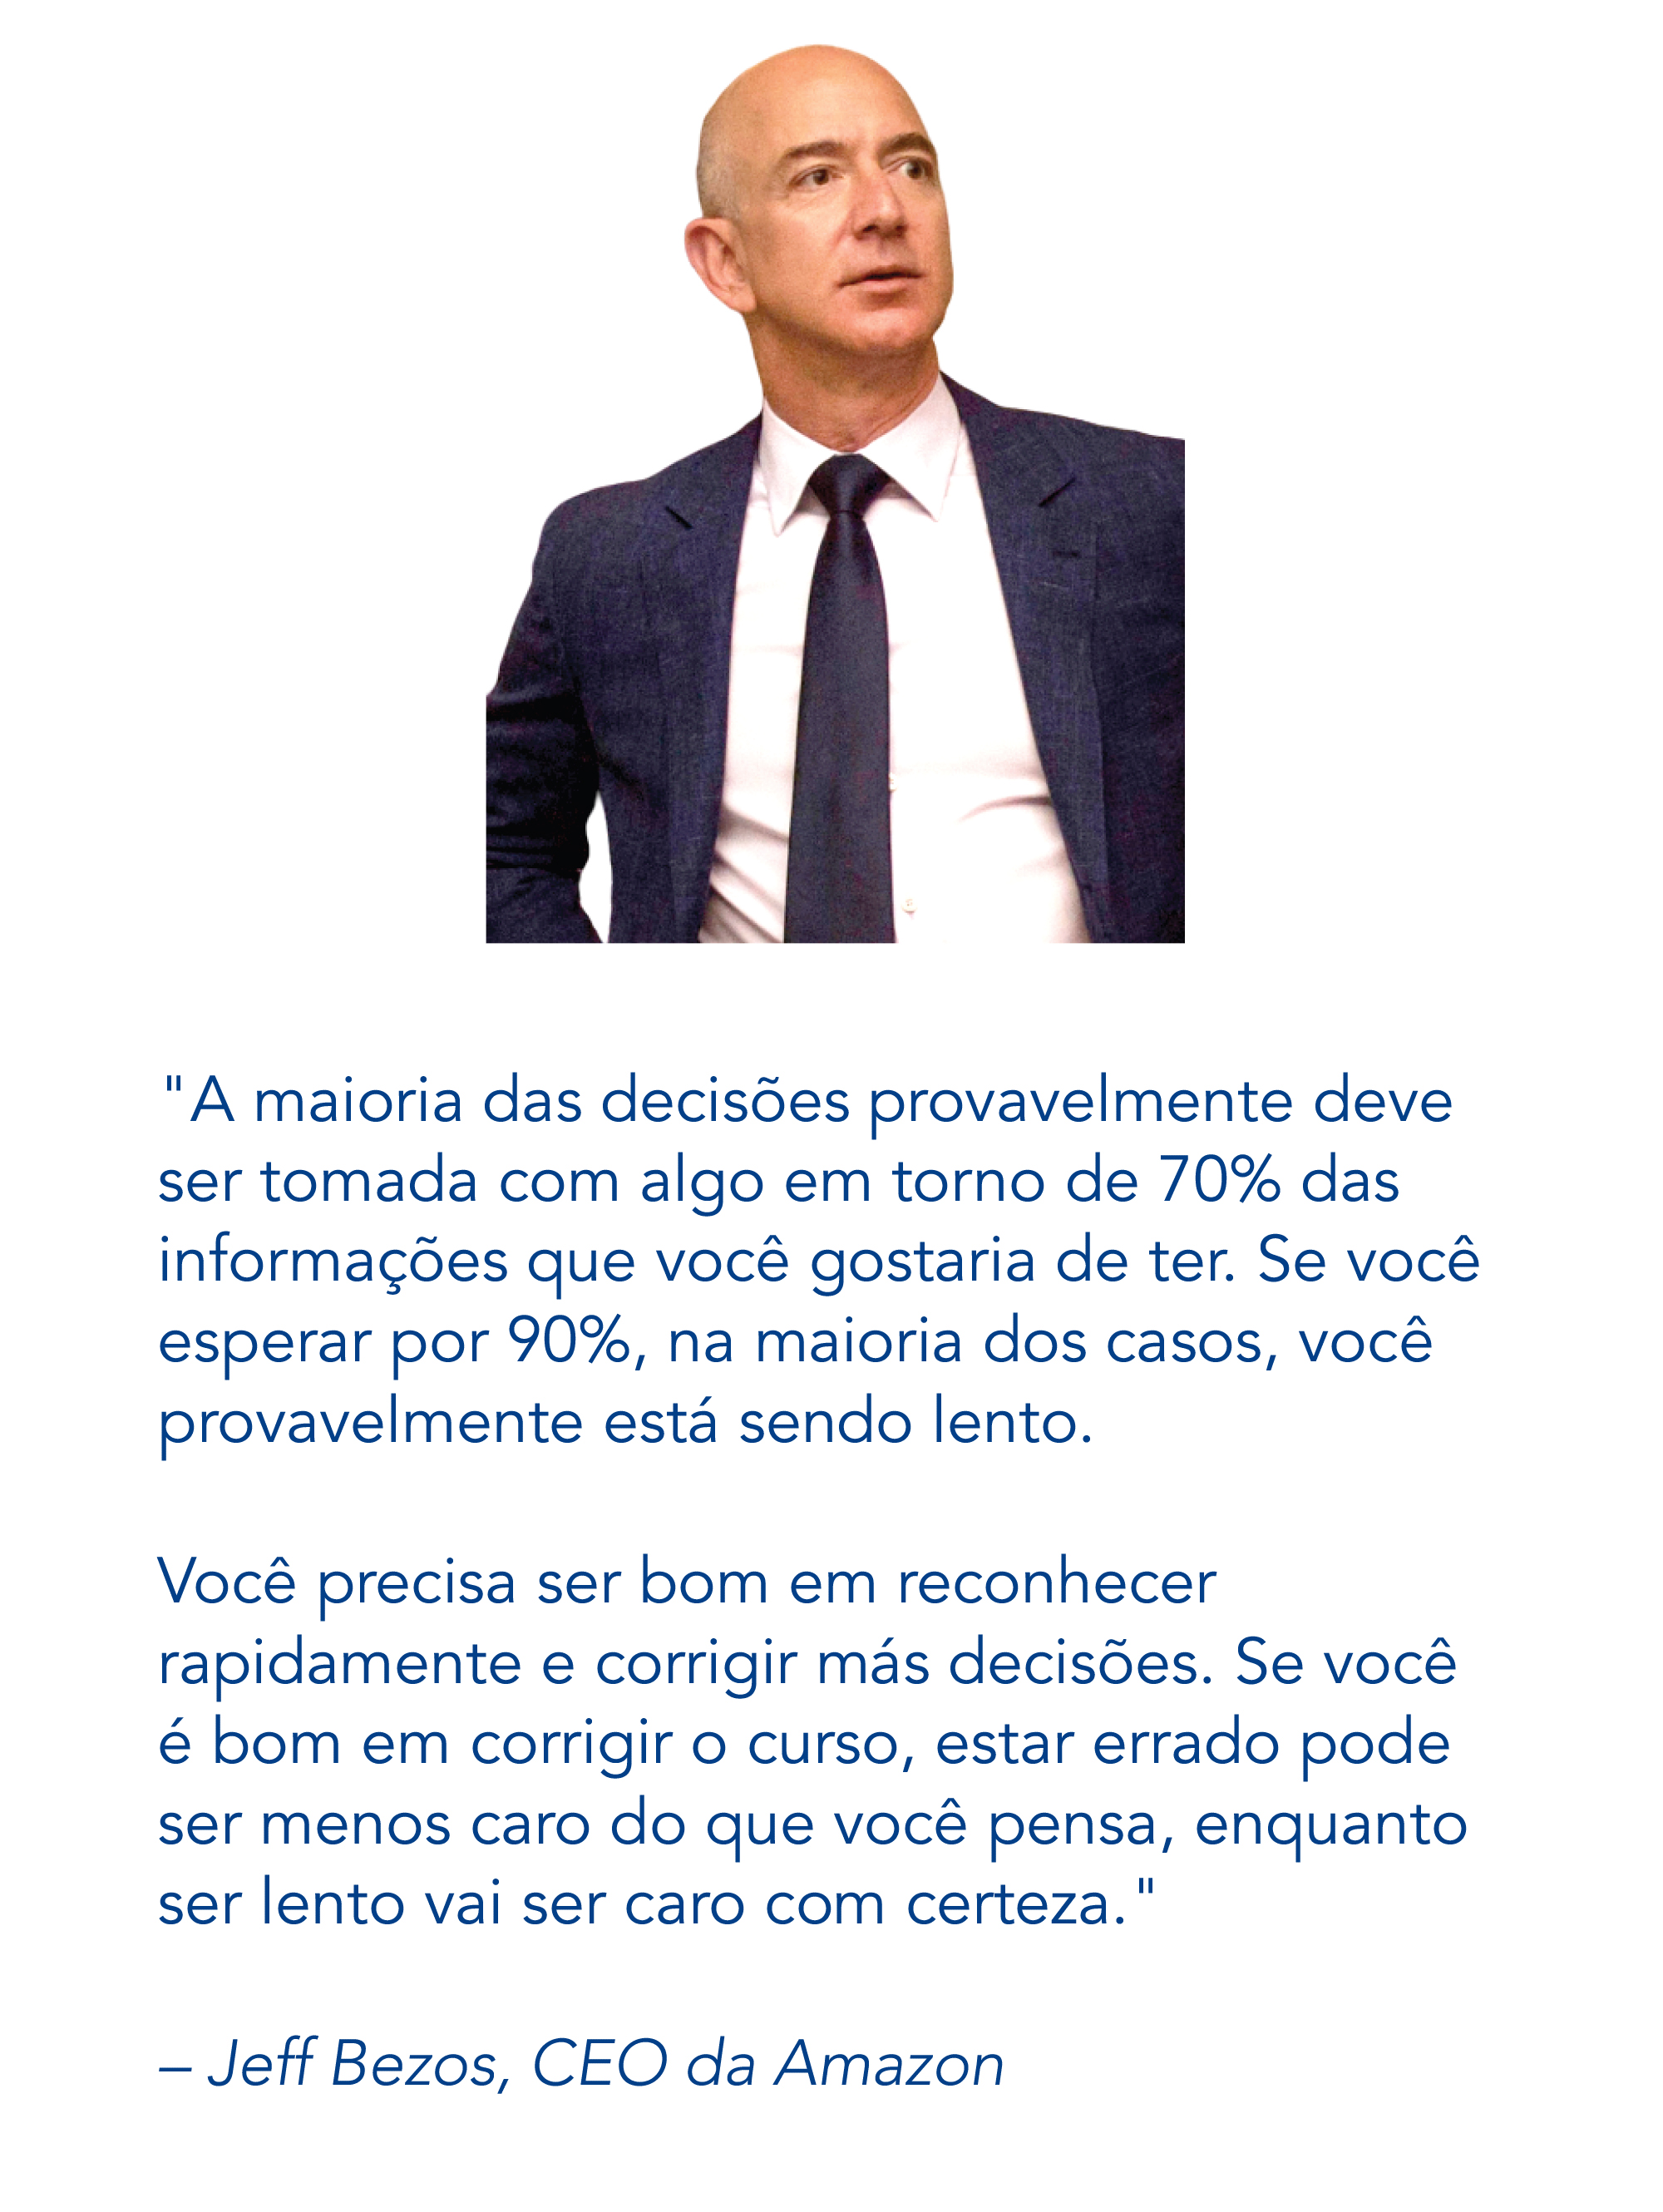 "A maioria das decisões provavelmente deve
ser tomada com algo em torno de 70% das
informações que você gostaria de ter. Se você
esperar por 90%, na maioria dos casos, você
provavelmente está sendo lento.
Você precisa ser bom em reconhecer
rapidamente e corrigir más decisões. Se você
é bom em corrigir o curso, estar errado pode
ser menos caro do que você pensa, enquanto
ser lento vai ser caro com certeza."
– Jeff Bezos, CEO da Amazon